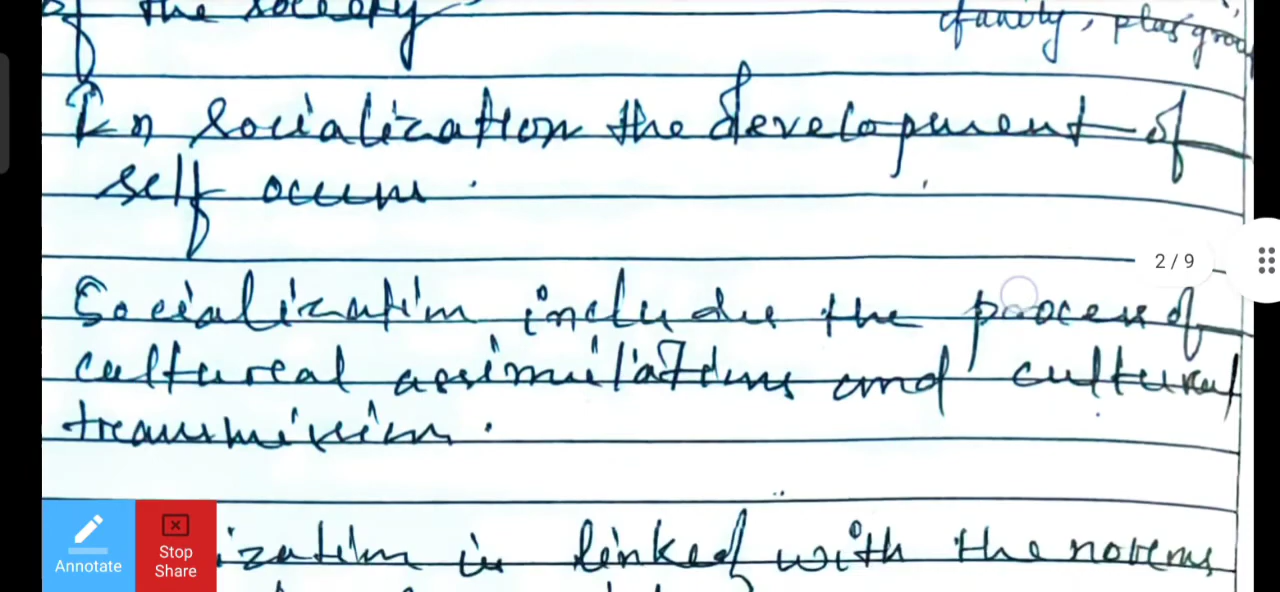 of the society
family, play group
In socialization the development of
self occurs.
Socialization includes the process of
cultural assimilations and cultural
transmission.
2 / 9
ization is linked with the norms
Annotate
Stop
Share